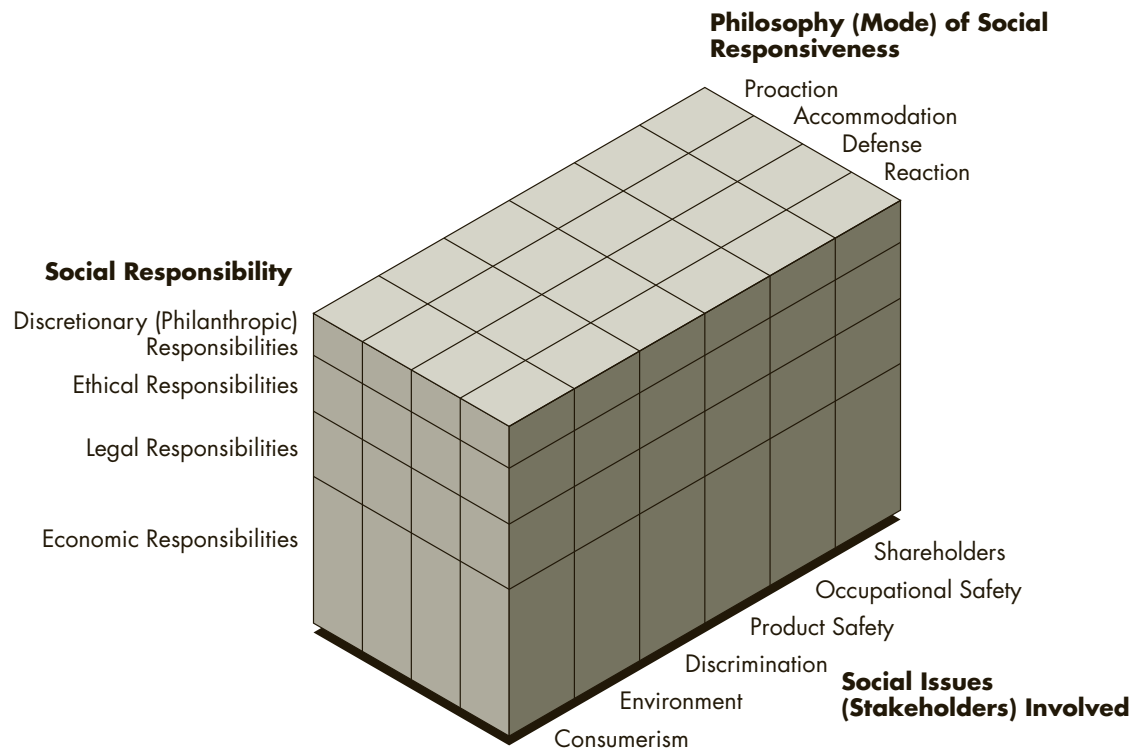 Philosophy (Mode) of Social
Responsiveness
Proaction
Accommodation
Defense
Reaction
Social Responsibility
Discretionary (Philanthropic)
Responsibilities
Ethical Responsibilities
Legal Responsibilities
Economic Responsibilities
Shareholders
Occupational Safety
Product Safety
Discrimination
Environment
Consumerism
Social Issues
(Stakeholders) Involved